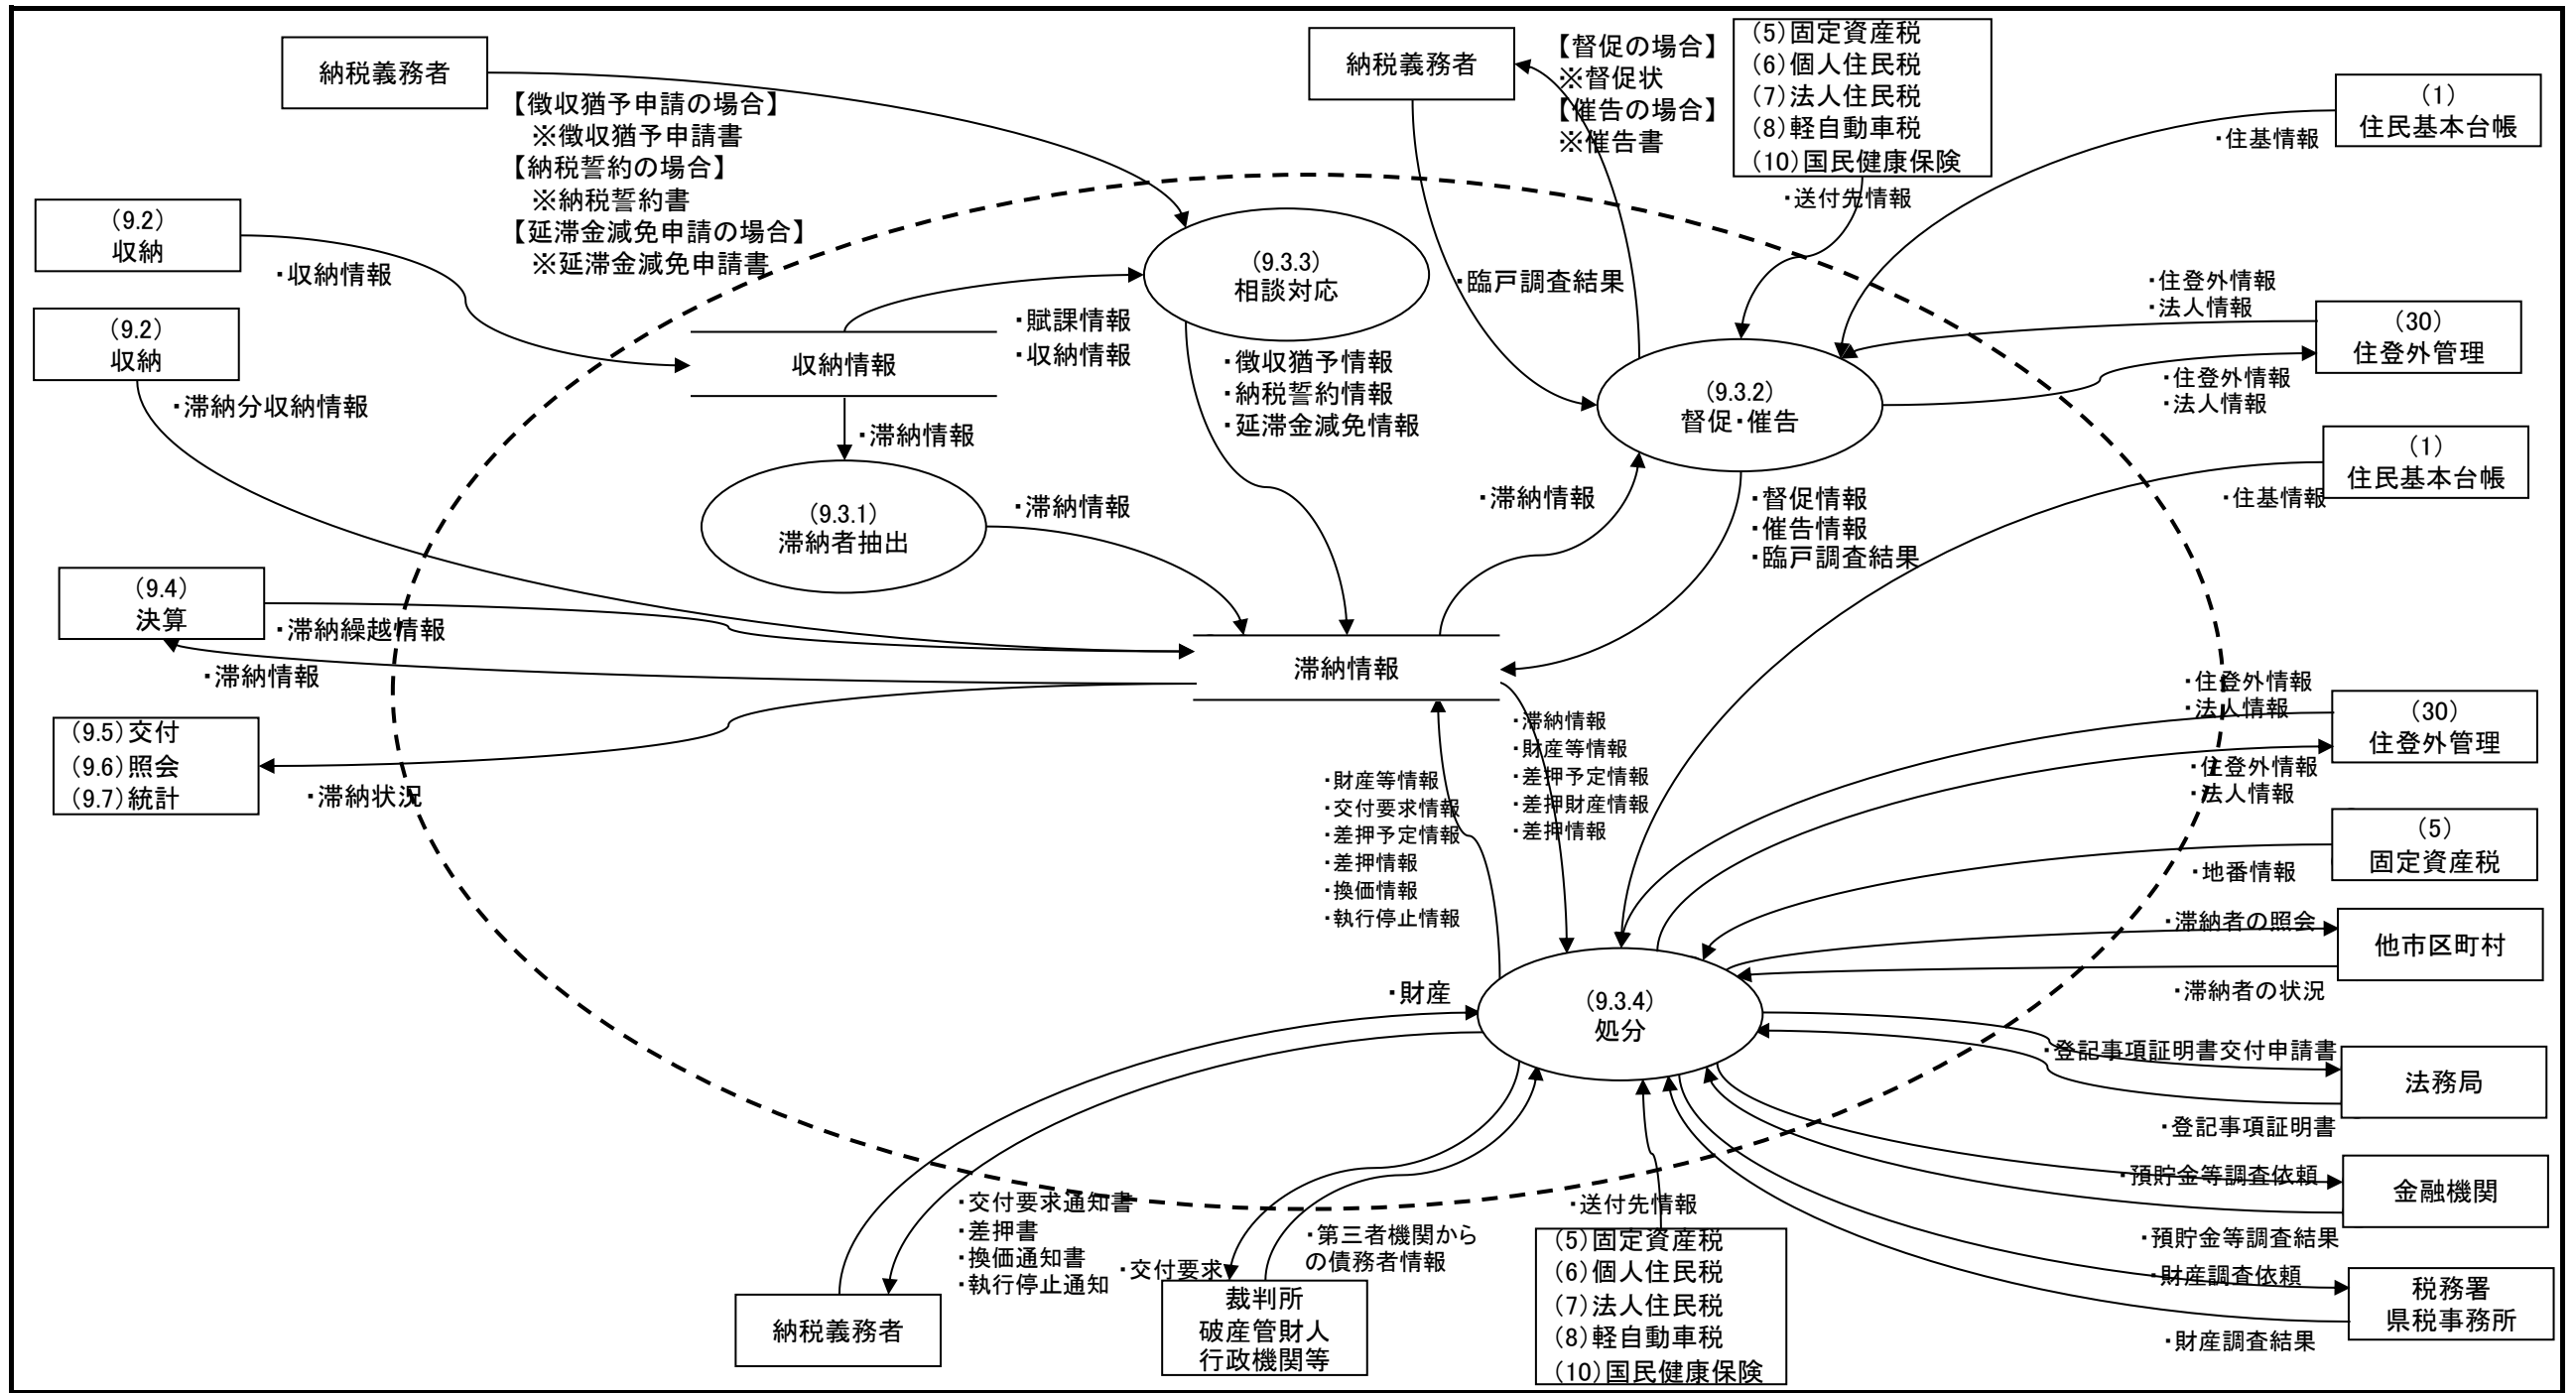 納税義務者
【徴収猶予申請の場合】
※徴収猶予申請書
【納税誓約の場合】
※納税誓約書
【延滞金減免申請の場合】
※延滞金減免申請書
納税義務者
【督促の場合】
※督促状
【催告の場合】
※催告書
(5)固定資産税
(6)個人住民税
(7)法人住民税
(8)軽自動車税
(10)国民健康保険
・送付先情報
(1)
住民基本台帳
・住基情報
(9.2)
収納
・収納情報
(9.2)
収納
・滞納分収納情報
収納情報
・賦課情報
・収納情報
(9.3.3)
相談対応
・徴収猶予情報
・納税誓約情報
・延滞金減免情報
・臨戸調査結果
(9.3.2)
督促・催告
・住登外情報
・法人情報
(30)
住登外管理
・住登外情報
・法人情報
(1)
住民基本台帳
・住基情報
・滞納情報
(9.3.1)
滞納者抽出
・滞納情報
・滞納情報
・督促情報
・催告情報
・臨戸調査結果
(9.4)
決算
・滞納繰越情報
・滞納情報
滞納情報
(9.5)交付
(9.6)照会
(9.7)統計
・滞納状況
・財産等情報
・交付要求情報
・差押予定情報
・差押情報
・換価情報
・執行停止情報
・滞納情報
・財産等情報
・差押予定情報
・差押財産情報
・差押情報
・住登外情報
・法人情報
(30)
住登外管理
・住登外情報
・法人情報
(5)
固定資産税
・地番情報
・滞納者の照会
他市区町村
・滞納者の状況
・財産
(9.3.4)
処分
・登記事項証明書交付申請書
法務局
・登記事項証明書
・預貯金等調査依頼
金融機関
・預貯金等調査結果
・財産調査依頼
税務署
県税事務所
・財産調査結果
・交付要求通知書
・差押書
・換価通知書
・執行停止通知
納税義務者
・交付要求
・第三者機関から
の債務者情報
裁判所
破産管財人
行政機関等
・送付先情報
(5)固定資産税
(6)個人住民税
(7)法人住民税
(8)軽自動車税
(10)国民健康保険